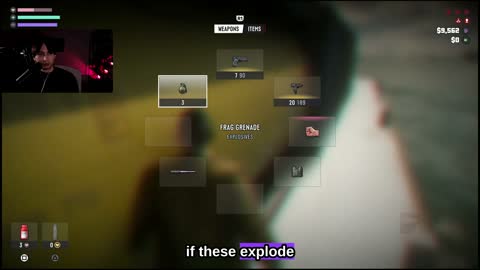 WEAPONS ITEMS
$9,562
$0
7 90
3
20 189
FRAG GRENADE
EXPLOSIVES
3
0
if these explode